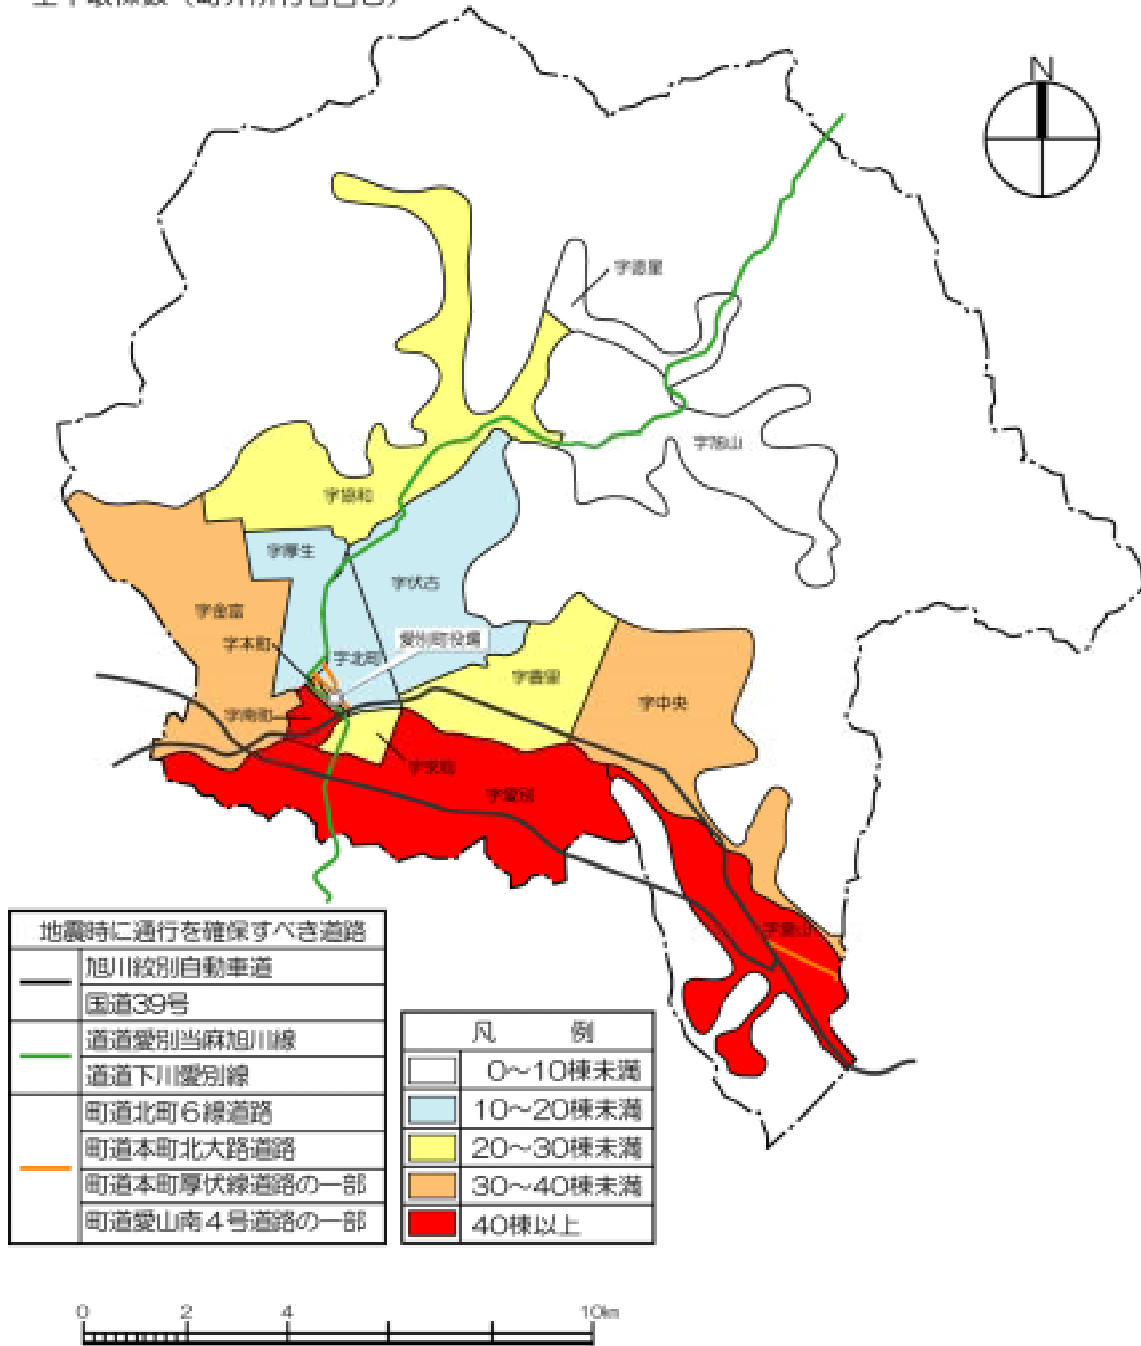 N
字徳星
字旭山
字協和
字厚生
字伏古
字金富
字本町
字北町
愛別町役場
字豊里
字中央
字南町
字栄町
字愛別
字愛山
地震時に通行を確保すべき道路
旭川紋別自動車道
国道39号
道道愛別当麻旭川線
道道下川愛別線
町道北町6線道路
町道本町北大路道路
町道本町厚伏線道路の一部
町道愛山南4号道路の一部
凡 例
0～10棟未満
10～20棟未満
20～30棟未満
30～40棟未満
40棟以上
0 2 4 10km